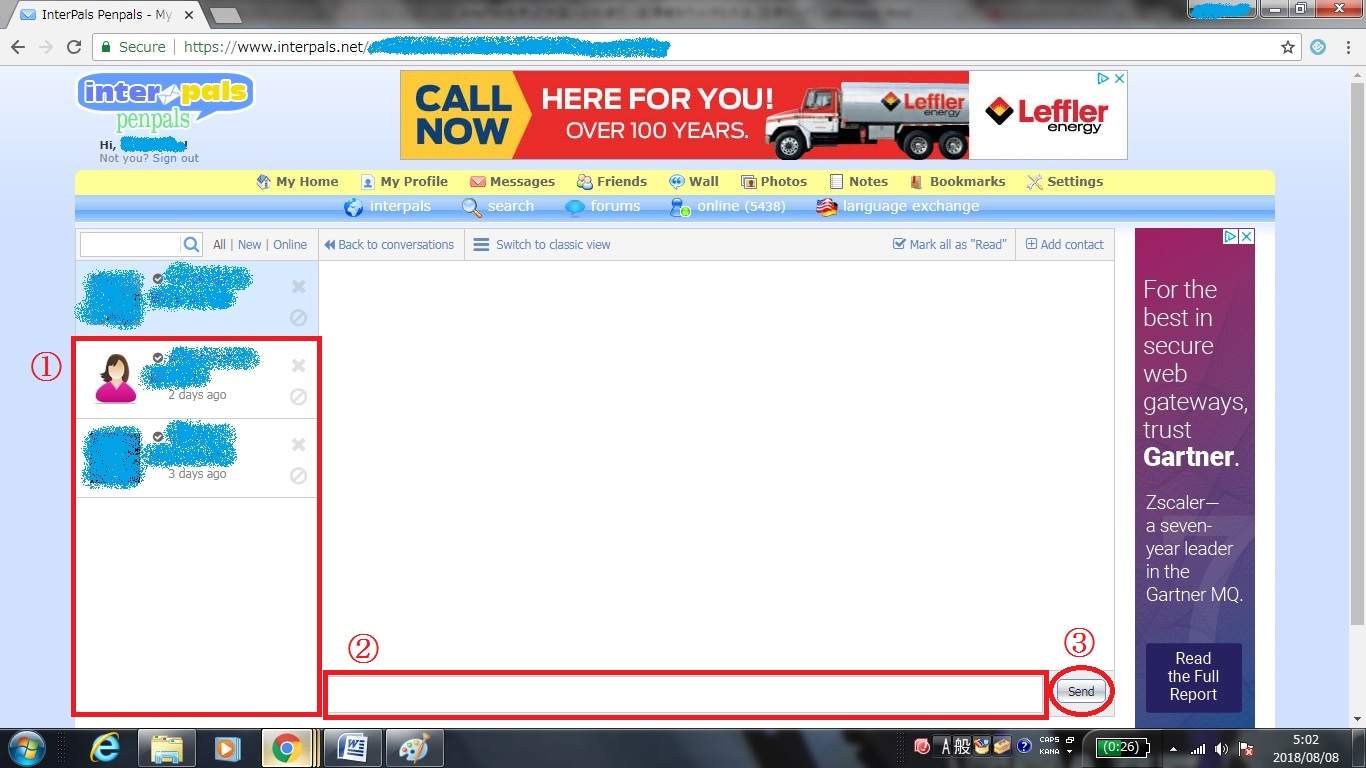 InterPals Penpals - My
Secure | https://www.interpals.net/
interpals
penpals
Hi, !
Not you? Sign out
CALL
NOW
HERE FOR YOU!
OVER 100 YEARS.
Leffler
energy
Leffler
energy
My Home My Profile Messages Friends Wall Photos Notes Bookmarks Settings
interpals search forums online (5438) language exchange
All | New | Online
Back to conversations
Switch to classic view
Mark all as "Read"
Add contact
①
2 days ago
3 days ago
②
③
Send
For the
best in
secure
web
gateways,
trust
Gartner.
Zscaler—
a seven-
year leader
in the
Gartner MQ.
7
Read
the Full
Report
A 般
CAPS
KANA
(0:26)
5:02
2018/08/08